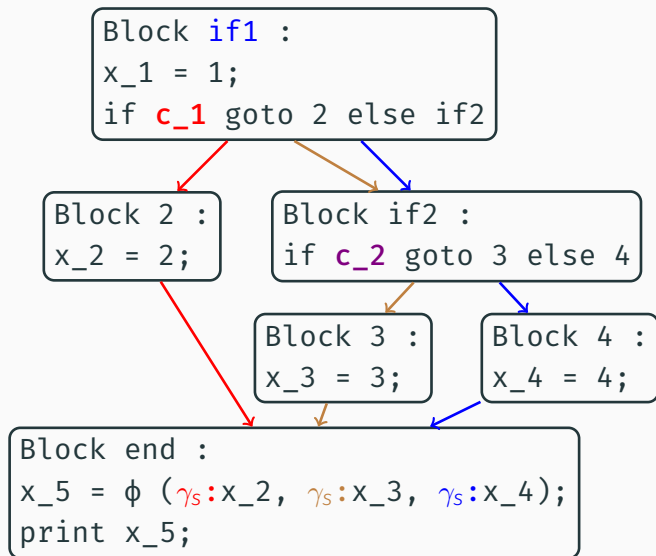 Block if1 :
x_1 = 1;
if c_1 goto 2 else if2
Block 2 :
x_2 = 2;
Block if2 :
if c_2 goto 3 else 4
Block 3 :
x_3 = 3;
Block 4 :
x_4 = 4;
Block end :
x_5 = ϕ (γₛ:x_2, γₛ:x_3, γₛ:x_4);
print x_5;